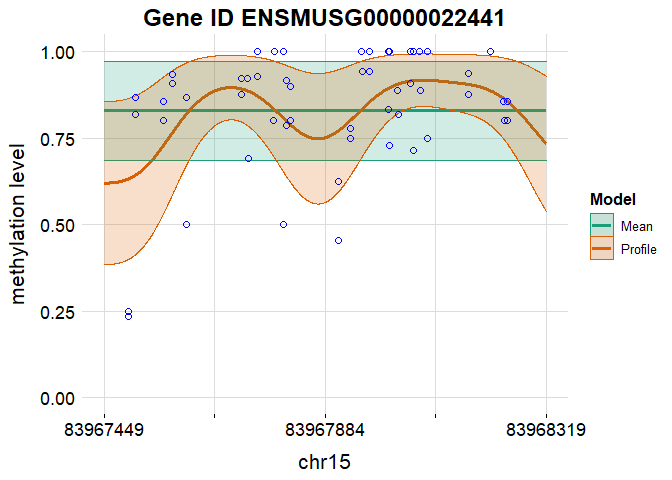 Gene ID ENSMUSG00000022441
1.00
0.75
0.50
0.25
0.00
methylation level
83967449 83967884 83968319
chr15
Model
Mean
Profile